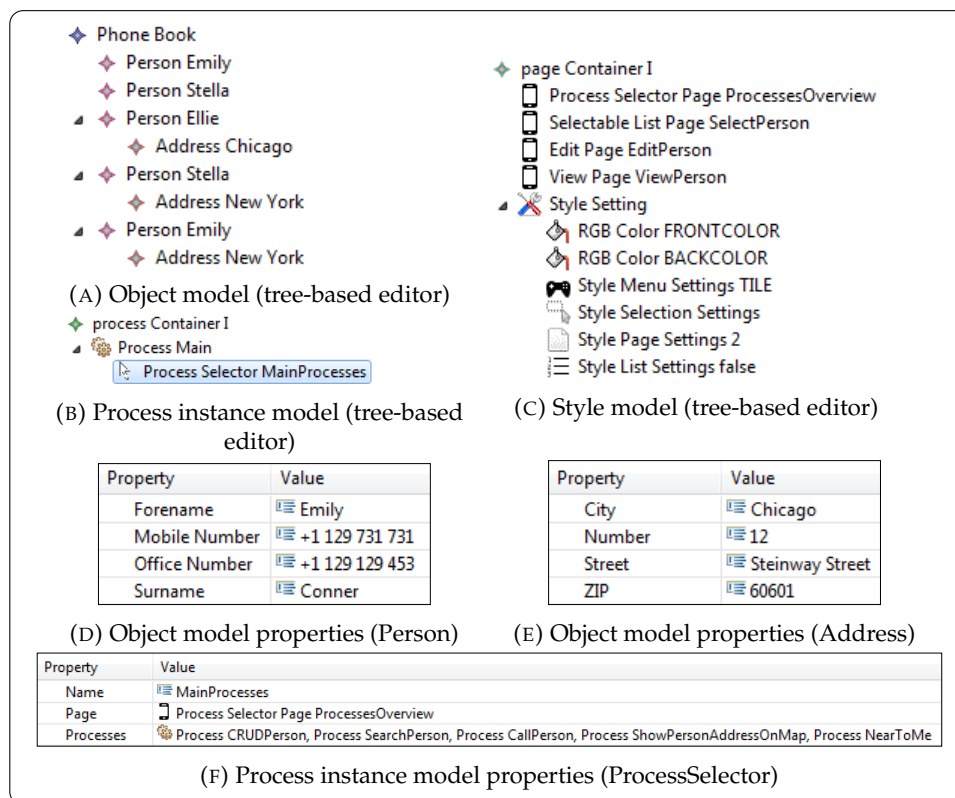 Phone Book
Person Emily
Person Stella
Person Ellie
Address Chicago
Person Stella
Address New York
Person Emily
Address New York
(A) Object model (tree-based editor)
process Container I
Process Main
Process Selector MainProcesses
(B) Process instance model (tree-based
editor)
page Container I
Process Selector Page ProcessesOverview
Selectable List Page SelectPerson
Edit Page EditPerson
View Page ViewPerson
Style Setting
RGB Color FRONTCOLOR
RGB Color BACKCOLOR
Style Menu Settings TILE
Style Selection Settings
Style Page Settings 2
Style List Settings false
(C) Style model (tree-based editor)
Property Value
Forename Emily
Mobile Number +1 129 731 731
Office Number +1 129 129 453
Surname Conner
(D) Object model properties (Person)
Property Value
City Chicago
Number 12
Street Steinway Street
ZIP 60601
(E) Object model properties (Address)
Property Value
Name MainProcesses
Page Process Selector Page ProcessesOverview
Processes Process CRUDPerson, Process SearchPerson, Process CallPerson, Process ShowPersonAddressOnMap, Process NearToMe
(F) Process instance model properties (ProcessSelector)